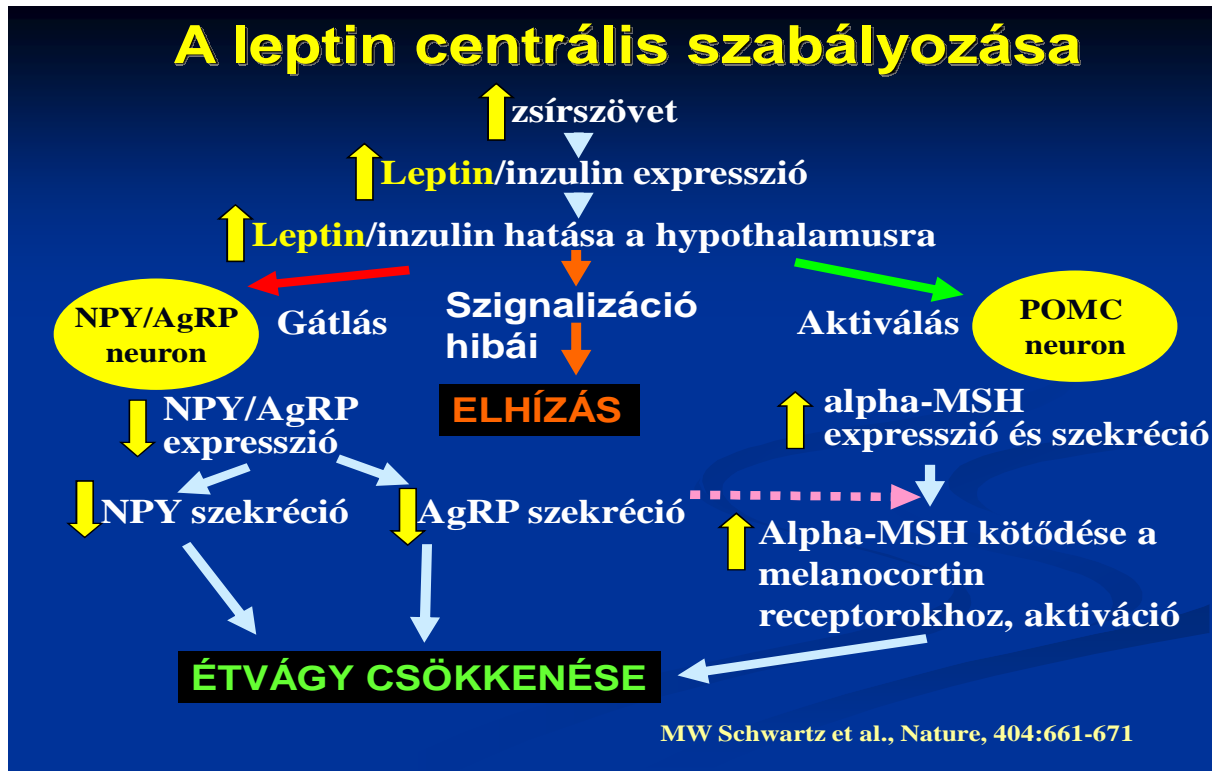 A leptin centrális szabályozása
zsírszövet
Leptin/inzulin expresszió
Leptin/inzulin hatása a hypothalamusra
NPY/AgRP
neuron
Gátlás
Szignalizáció
hibái
Aktiválás
POMC
neuron
ELHÍZÁS
NPY/AgRP
expresszió
alpha-MSH
expresszió és szekréció
NPY szekréció
AgRP szekréció
Alpha-MSH kötődése a
melanocortin
receptorokhoz, aktiváció
ÉTVÁGY CSÖKKENÉSE
MW Schwartz et al., Nature, 404:661-671